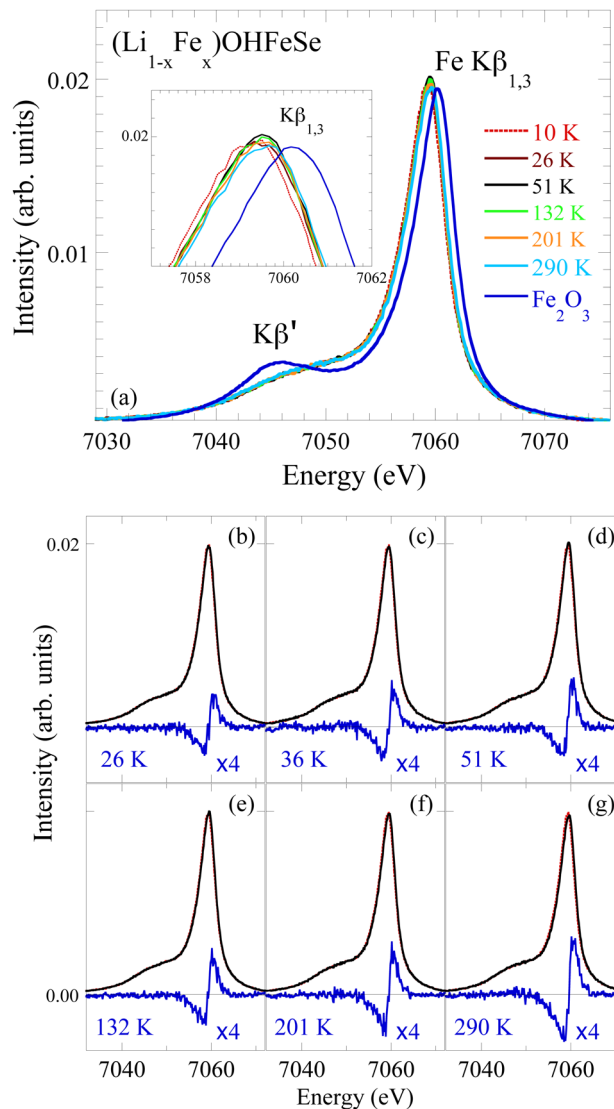 (Li₁₋ₓFeₓ)OHFeSe
Fe Kβ₁,₃
0.02
Kβ₁,₃
0.02
10 K
26 K
51 K
132 K
201 K
290 K
Fe₂O₃
7058 7060 7062
0.01
Kβ'
(a)
Intensity (arb. units)
7030 7040 7050 7060 7070
Energy (eV)
(b) (c) (d)
0.02
26 K x4 36 K x4 51 K x4
Intensity (arb. units)
(e) (f) (g)
0.00
132 K x4 201 K x4 290 K x4
7040 7060 7040 7060 7040 7060
Energy (eV)